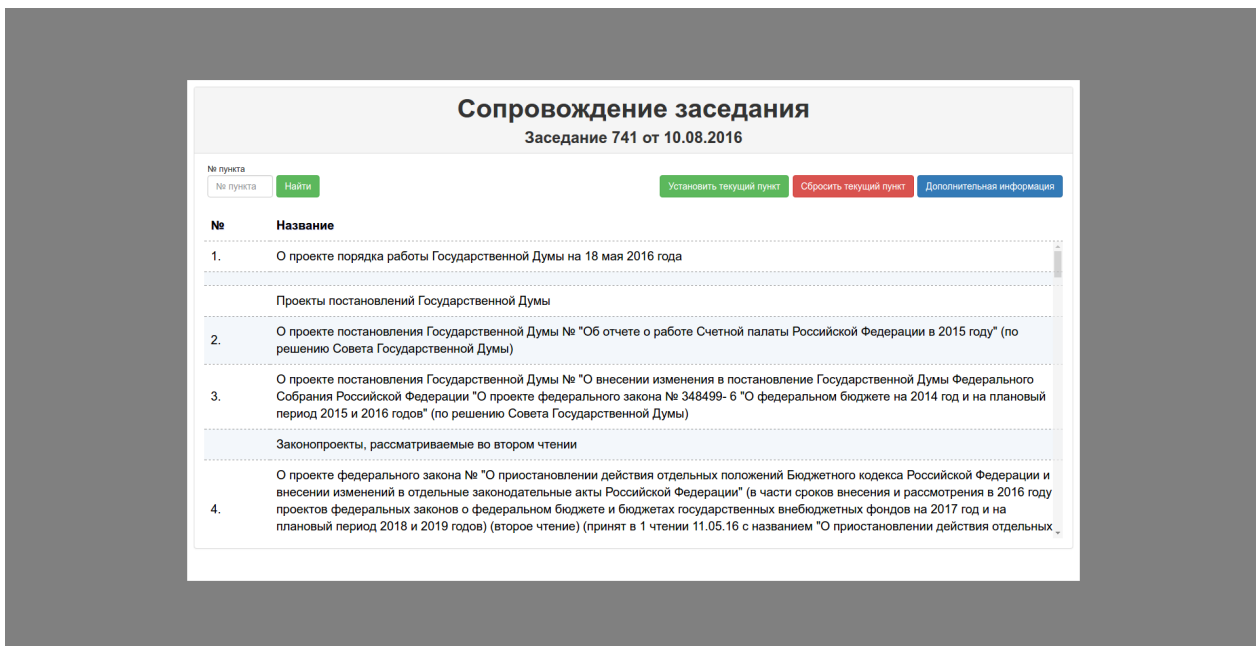 Сопровождение заседания
Заседание 741 от 10.08.2016
№ пункта
№ пункта Найти Установить текущий пункт Сбросить текущий пункт Дополнительная информация
№ Название
1. О проекте порядка работы Государственной Думы на 18 мая 2016 года
Проекты постановлений Государственной Думы
2. О проекте постановления Государственной Думы № "Об отчете о работе Счетной палаты Российской Федерации в 2015 году" (по
решению Совета Государственной Думы)
О проекте постановления Государственной Думы № "О внесении изменения в постановление Государственной Думы Федерального
3. Собрания Российской Федерации "О проекте федерального закона № 348499- 6 "О федеральном бюджете на 2014 год и на плановый
период 2015 и 2016 годов" (по решению Совета Государственной Думы)
Законопроекты, рассматриваемые во втором чтении
О проекте федерального закона № "О приостановлении действия отдельных положений Бюджетного кодекса Российской Федерации и
внесении изменений в отдельные законодательные акты Российской Федерации" (в части сроков внесения и рассмотрения в 2016 году
4. проектов федеральных законов о федеральном бюджете и бюджетах государственных внебюджетных фондов на 2017 год и на
плановый период 2018 и 2019 годов) (второе чтение) (принят в 1 чтении 11.05.16 с названием "О приостановлении действия отдельных